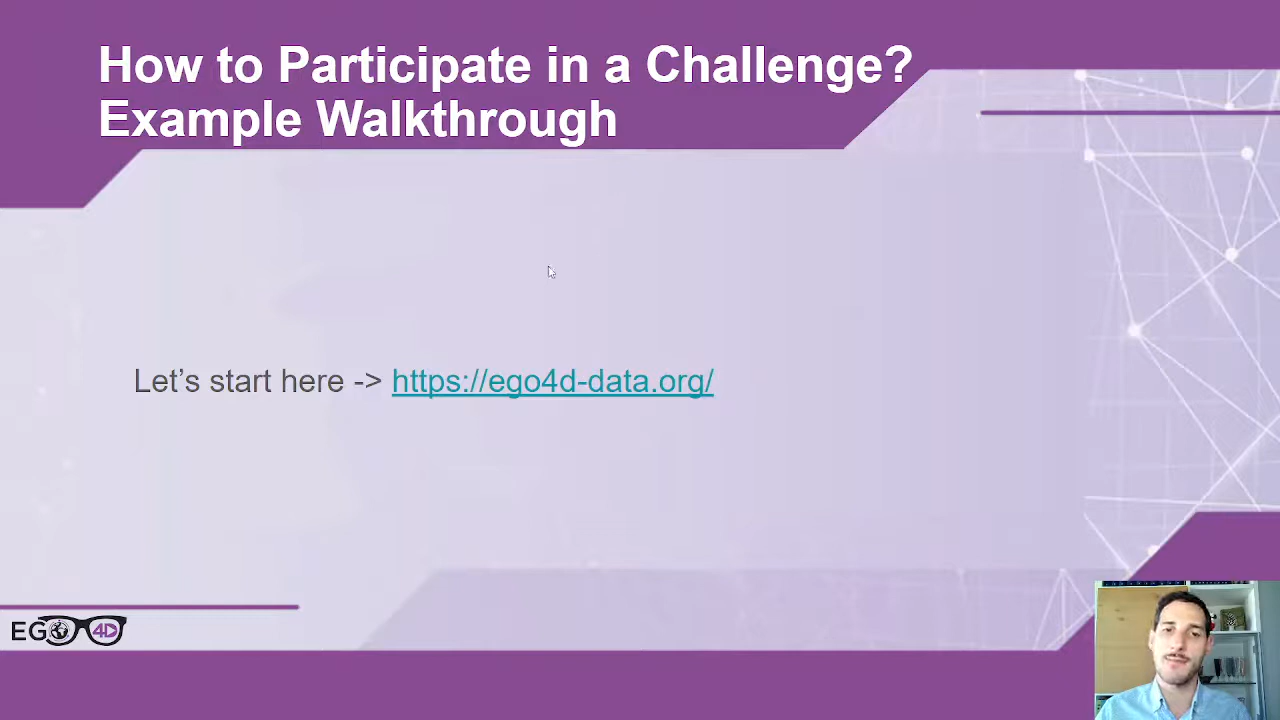 How to Participate in a Challenge?
Example Walkthrough
Let’s start here -> https://ego4d-data.org/
EGO 4D